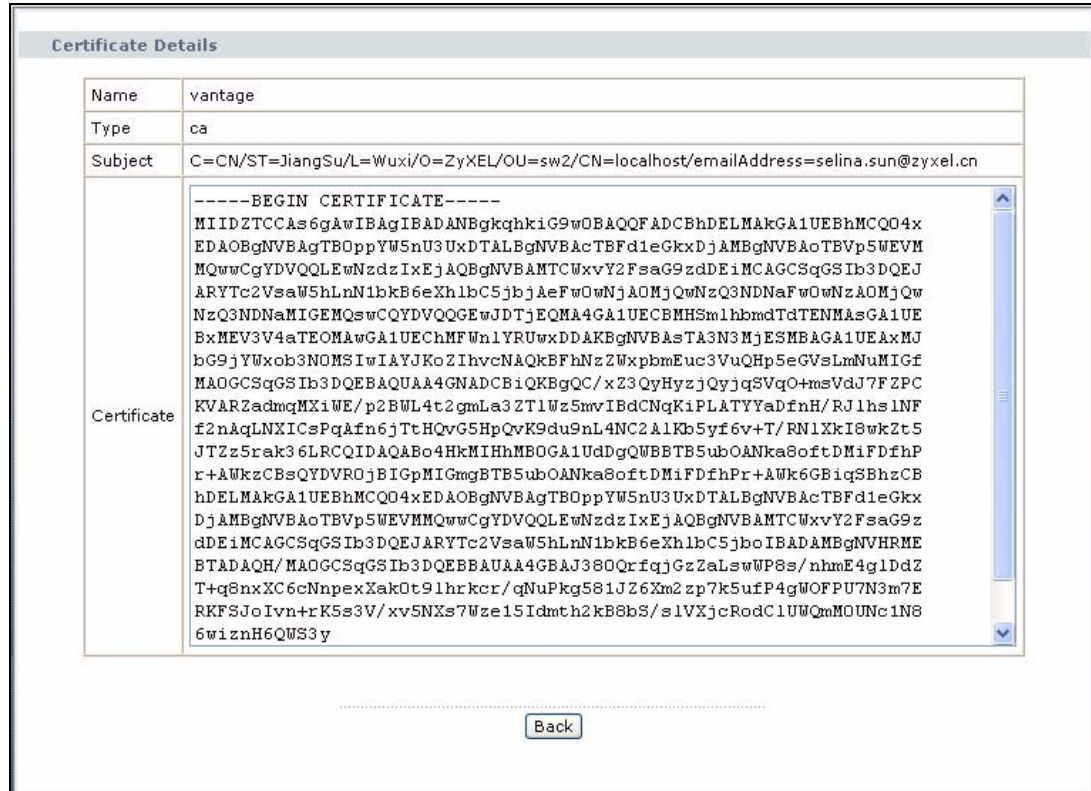 Certificate Details
Name vantage
Type ca
Subject C=CN/ST=JiangSu/L=Wuxi/O=ZyXEL/OU=sw2/CN=localhost/emailAddress=selina.sun@zyxel.cn
Certificate
-----BEGIN CERTIFICATE-----
MIIDZTCCAs6gAwIBAgIBADANBgkqhkiG9w0BAQQFADCBhDELMAkGA1UEBhMCQ04x
EDAOBgNVBAgTB0ppYW5nU3UxDTALBgNVBAcTBFd1eGkxDjAMBgNVBAoTBVp5WEVM
MQwwCgYDVQQLEwNzdzIxEjAQBgNVBAMTCWxvY2FsaG9zdDEiMCAGCSqGSIb3DQEJ
ARYTc2VsaW5hLnN1bkB6eXhlbC5jbjAeFw0wNjA0MjQwNzQ3NDNaFw0wNzA0MjQw
NzQ3NDNaMIGEMQswCQYDVQQGEwJDTjEQMA4GA1UECBMHSmlhbmdTdTENMAsGA1UE
BxMEV3V4aTEOMAwGA1UEChMFWnlYRUwxDDAKBgNVBAsTA3N3MjESMBAGA1UEAxMJ
bG9jYWxob3N0MSIwIAYJKoZIhvcNAQkBFhNzZWxpbmEuc3VuQHp5eGVsLmNuMIGf
MA0GCSqGSIb3DQEBAQUAA4GNADCBiQKBgQC/xZ3QyHyzjQyjqSVqO+msVdJ7FZPC
KVARZadmqMXiWE/p2BWL4t2gmLa3ZTlWz5mvIBdCNqKiPLATYYaDfnH/RJlhslNF
f2nAqLNXICsPqAfn6jTtHQvG5HpQvK9du9nL4NC2AlKb5yf6v+T/RNlXkI8wkZt5
JTZz5rak36LRCQIDAQABo4HkMIHhMB0GA1UdDgQWBBTB5ubOANka8oftDMiFDfhP
r+AWkzCBsQYDVR0jBIGpMIGmgBTB5ubOANka8oftDMiFDfhPr+AWk6GBiqSBhzCB
hDELMAkGA1UEBhMCQ04xEDAOBgNVBAgTB0ppYW5nU3UxDTALBgNVBAcTBFd1eGkx
DjAMBgNVBAoTBVp5WEVMMQwwCgYDVQQLEwNzdzIxEjAQBgNVBAMTCWxvY2FsaG9z
dDEiMCAGCSqGSIb3DQEJARYTc2VsaW5hLnN1bkB6eXhlbC5jboIBADAMBgNVHRME
BTADAQH/MA0GCSqGSIb3DQEBBAUAA4GBAJ380QrfqjGzZaLswWP8s/nhmE4glDdZ
T+q8nxXC6cNnpexXak0t9lhrkcr/qNuPkg581JZ6Xm2zp7k5ufP4gWOFPU7N3m7E
RKFSJoIvn+rK5s3V/xv5NXs7Wze15Idmth2kB8bS/slVXjcRodClUWQmM0UNc1N8
6wiznH6QWS3y
Back